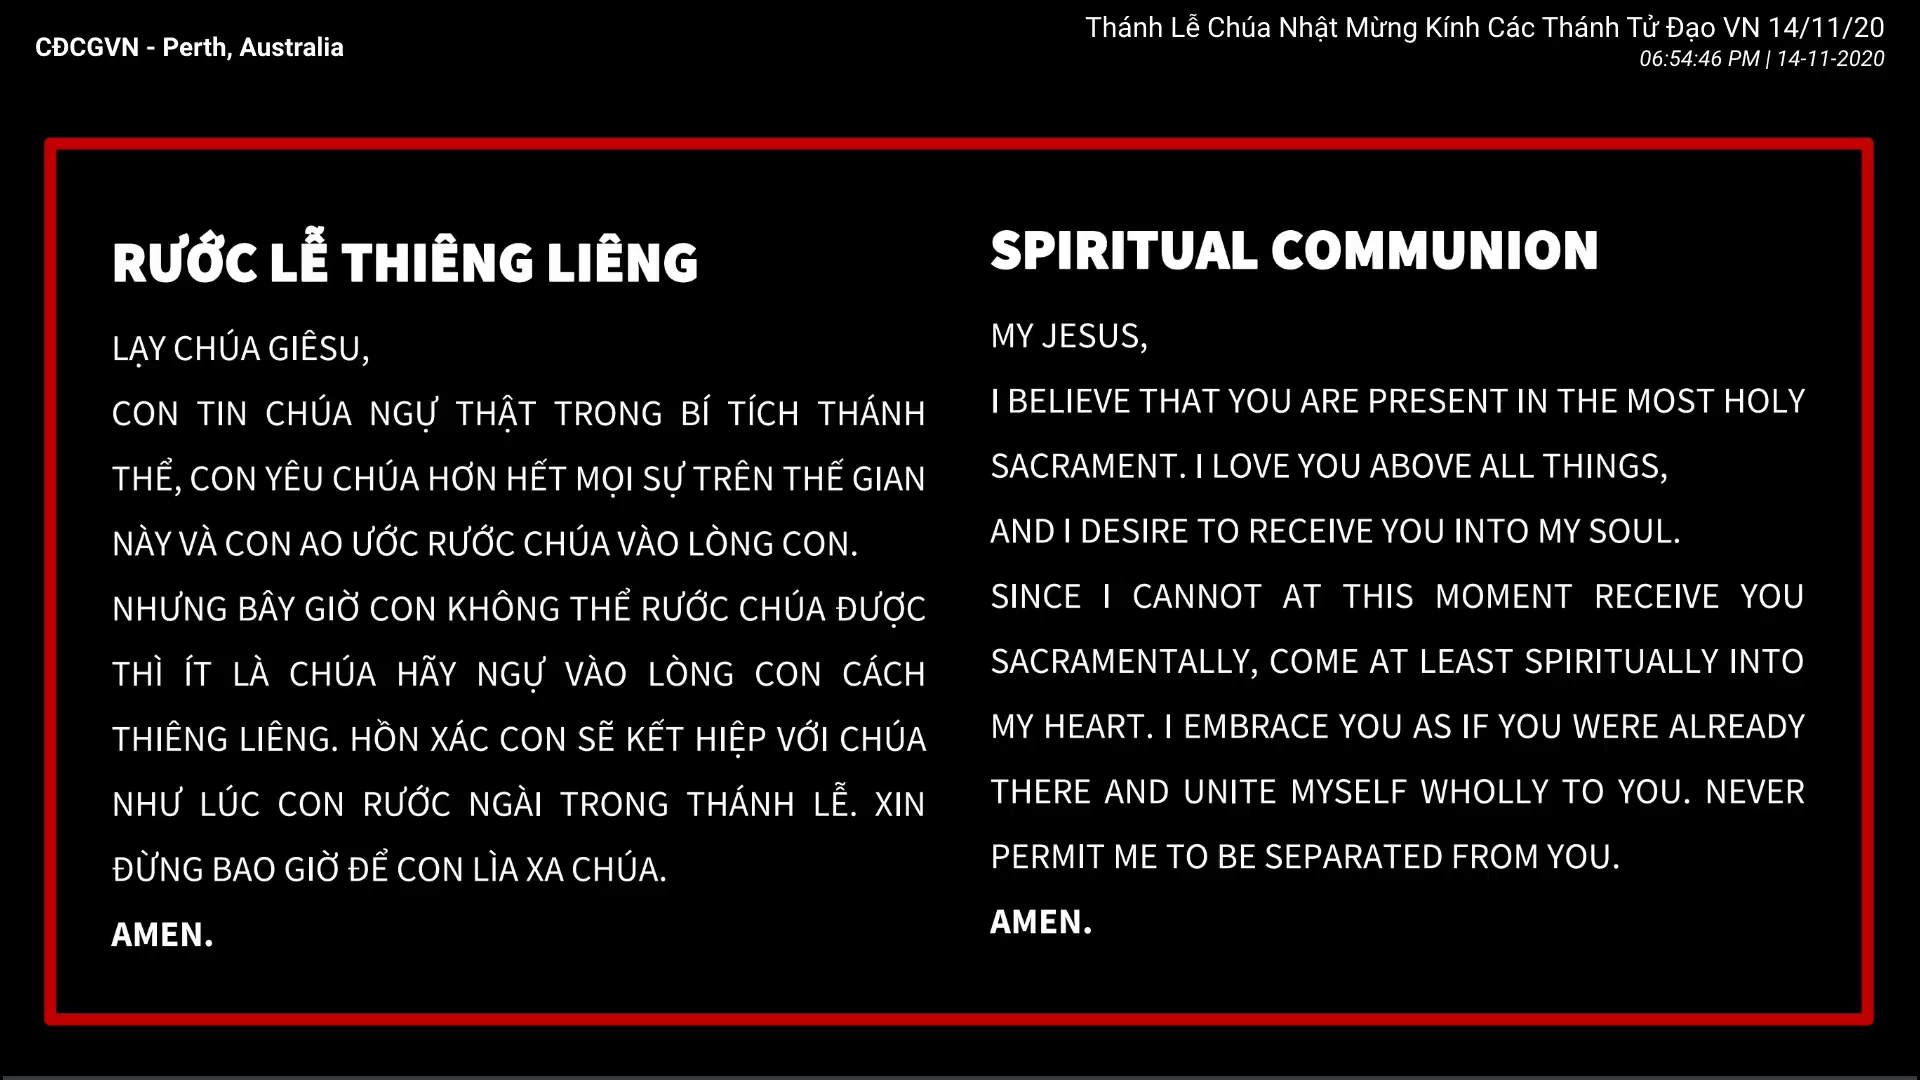 CĐCGVN - Perth, Australia
Thánh Lễ Chúa Nhật Mừng Kính Các Thánh Tử Đạo VN 14/11/20
06:54:46 PM | 14-11-2020
RƯỚC LỄ THIÊNG LIÊNG
LẠY CHÚA GIÊSU,
CON TIN CHÚA NGỰ THẬT TRONG BÍ TÍCH THÁNH
THỂ, CON YÊU CHÚA HƠN HẾT MỌI SỰ TRÊN THẾ GIAN
NÀY VÀ CON AO ƯỚC RƯỚC CHÚA VÀO LÒNG CON.
NHƯNG BÂY GIỜ CON KHÔNG THỂ RƯỚC CHÚA ĐƯỢC
THÌ ÍT LÀ CHÚA HÃY NGỰ VÀO LÒNG CON CÁCH
THIÊNG LIÊNG. HỒN XÁC CON SẼ KẾT HIỆP VỚI CHÚA
NHƯ LÚC CON RƯỚC NGÀI TRONG THÁNH LỄ. XIN
ĐỪNG BAO GIỜ ĐỂ CON LÌA XA CHÚA.
AMEN.
SPIRITUAL COMMUNION
MY JESUS,
I BELIEVE THAT YOU ARE PRESENT IN THE MOST HOLY
SACRAMENT. I LOVE YOU ABOVE ALL THINGS,
AND I DESIRE TO RECEIVE YOU INTO MY SOUL.
SINCE I CANNOT AT THIS MOMENT RECEIVE YOU
SACRAMENTALLY, COME AT LEAST SPIRITUALLY INTO
MY HEART. I EMBRACE YOU AS IF YOU WERE ALREADY
THERE AND UNITE MYSELF WHOLLY TO YOU. NEVER
PERMIT ME TO BE SEPARATED FROM YOU.
AMEN.